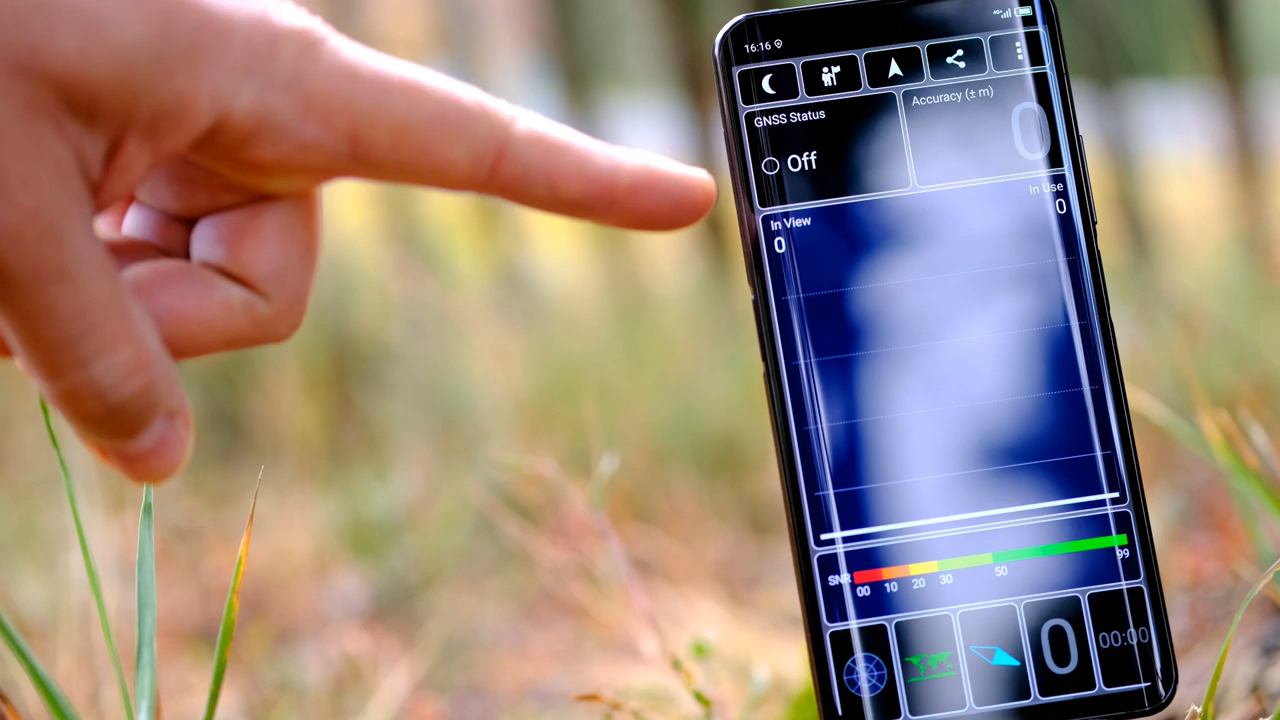 16:16
4G+
GNSS Status
Off
Accuracy (± m)
0
In View
0
In Use
0
SNR
00 10 20 30 50 99
0
00:00